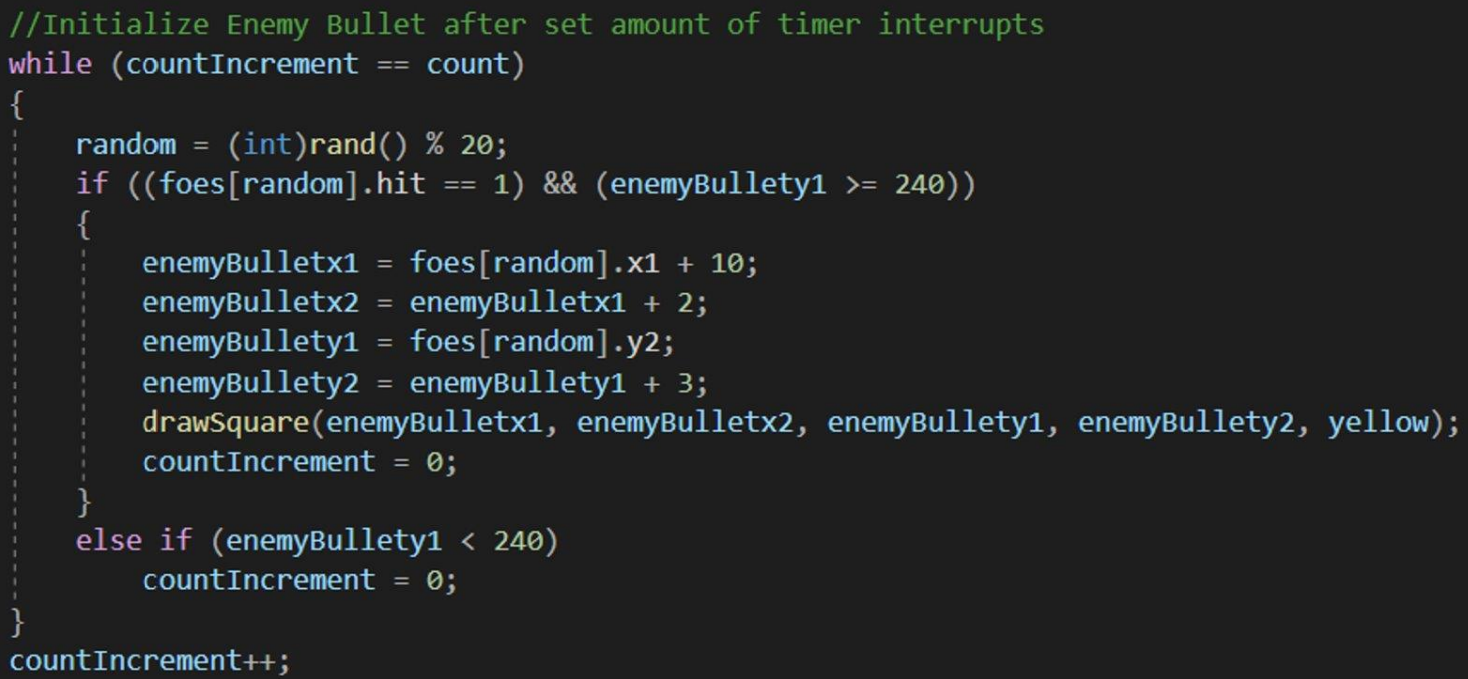 //Initialize Enemy Bullet after set amount of timer interrupts
while (countIncrement == count)
{
    random = (int)rand() % 20;
    if ((foes[random].hit == 1) && (enemyBullety1 >= 240))
    {
        enemyBulletx1 = foes[random].x1 + 10;
        enemyBulletx2 = enemyBulletx1 + 2;
        enemyBullety1 = foes[random].y2;
        enemyBullety2 = enemyBullety1 + 3;
        drawSquare(enemyBulletx1, enemyBulletx2, enemyBullety1, enemyBullety2, yellow);
        countIncrement = 0;
    }
    else if (enemyBullety1 < 240)
        countIncrement = 0;
}
countIncrement++;